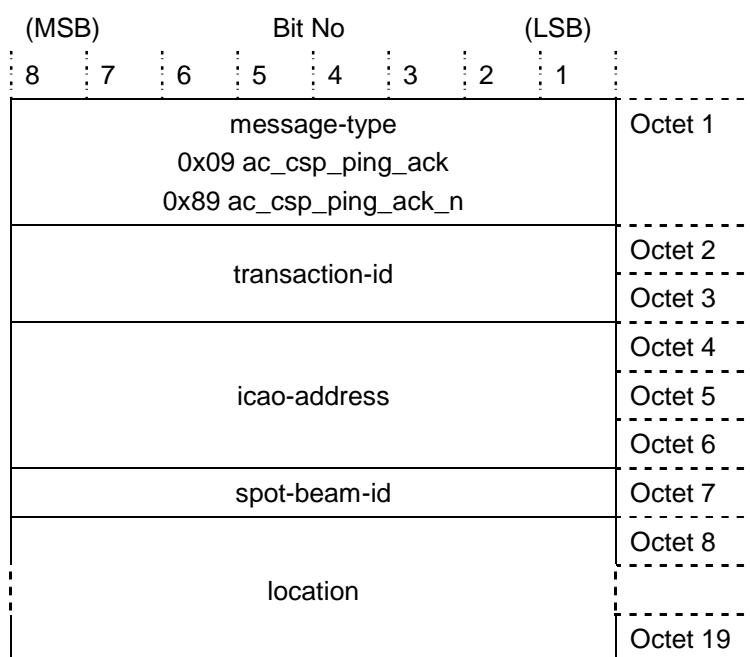 (MSB) Bit No (LSB)
8 7 6 5 4 3 2 1
message-type Octet 1
0x09 ac_csp_ping_ack
0x89 ac_csp_ping_ack_n
Octet 2
transaction-id
Octet 3
Octet 4
icao-address Octet 5
Octet 6
spot-beam-id Octet 7
Octet 8
location
Octet 19